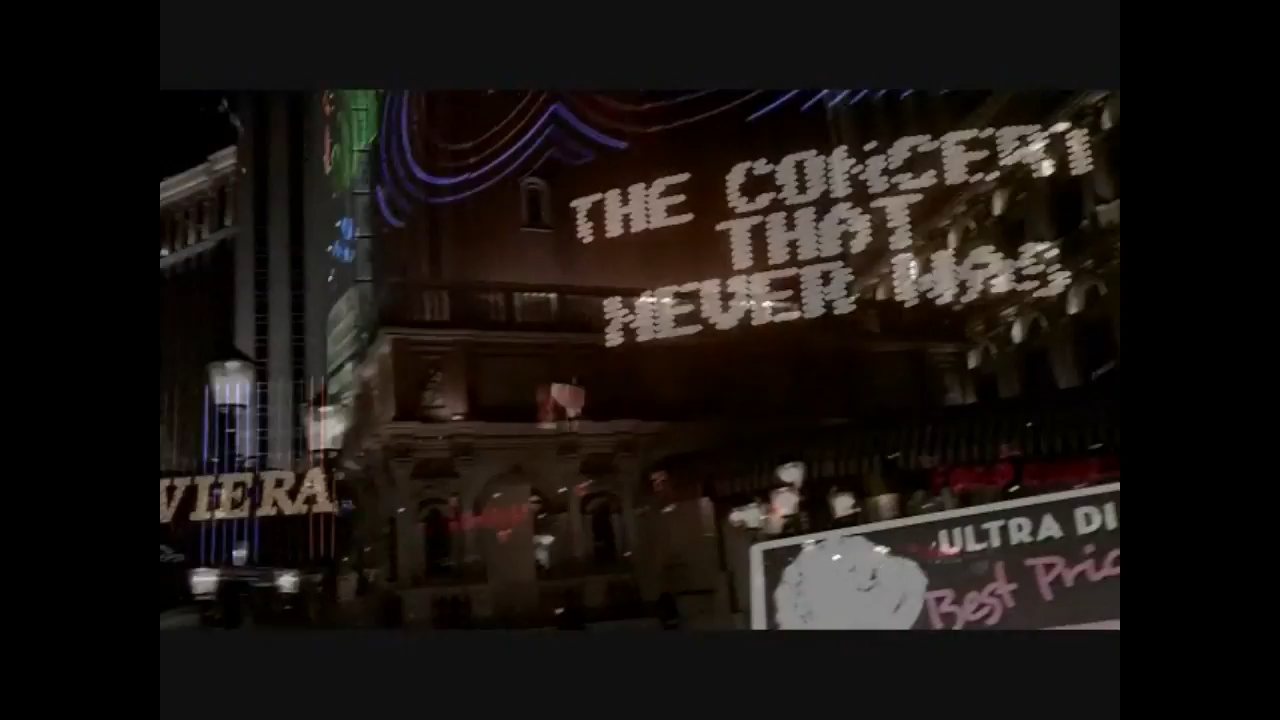 THE CONCERT
THAT
NEVER WAS
VIERA
ULTRA DI
Best Pric